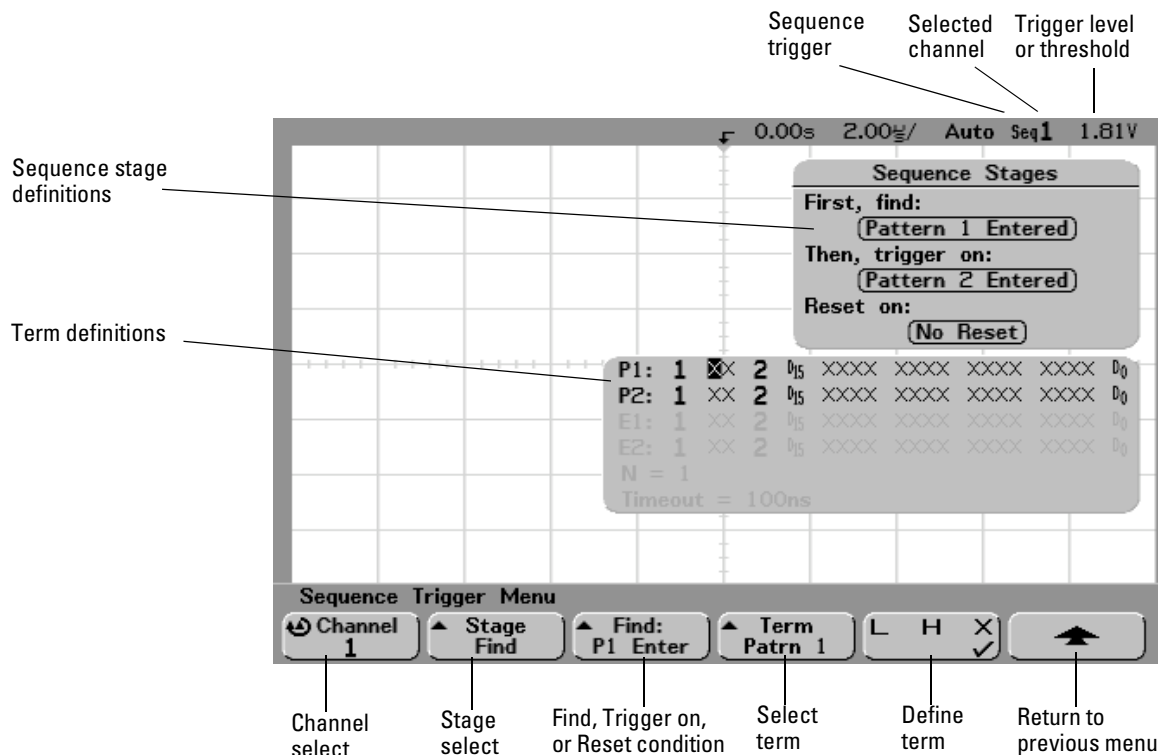 Sequence trigger
Selected channel
Trigger level or threshold
0.00s 2.00us/ Auto Seq1 1.81V
Sequence stage definitions
Sequence Stages
First, find:
Pattern 1 Entered
Then, trigger on:
Pattern 2 Entered
Reset on:
No Reset
Term definitions
P1: 1 XX 2 D15 XXXX XXXX XXXX XXXX D0
P2: 1 XX 2 D15 XXXX XXXX XXXX XXXX D0
E1: 1 XX 2 D15 XXXX XXXX XXXX XXXX D0
E2: 1 XX 2 D15 XXXX XXXX XXXX XXXX D0
N = 1
Timeout = 100ns
Sequence Trigger Menu
Channel 1
Stage Find
Find: P1 Enter
Term Patrn 1
L H X
Channel select
Stage select
Find, Trigger on, or Reset condition
Select term
Define term
Return to previous menu